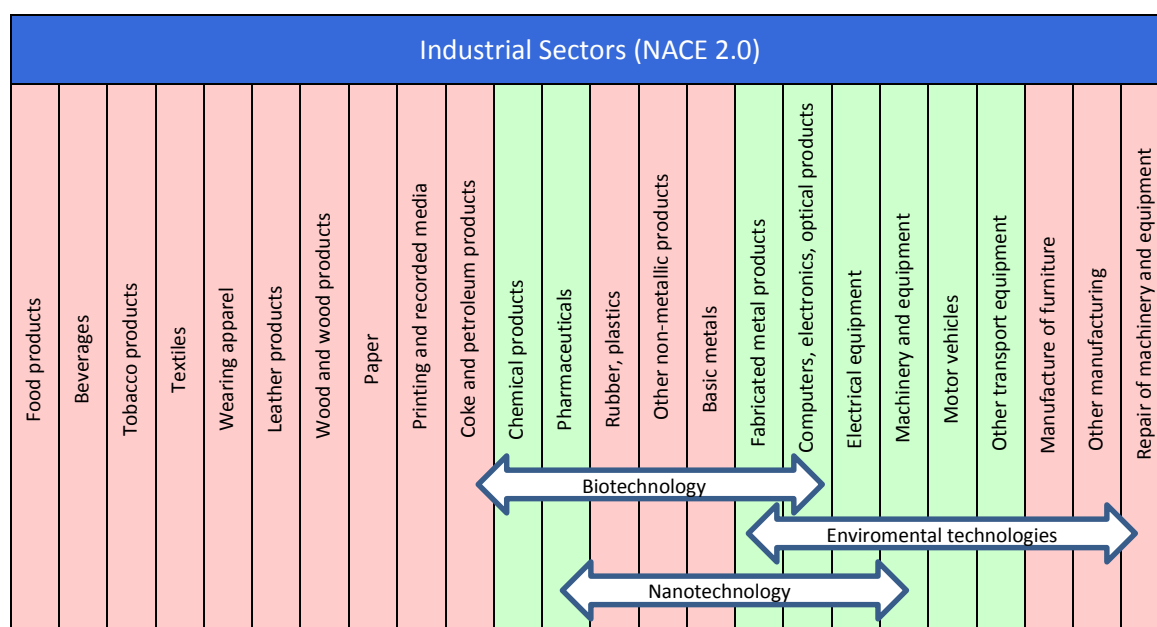 Industrial Sectors (NACE 2.0)
Food products
Beverages
Tobacco products
Textiles
Wearing apparel
Leather products
Wood and wood products
Paper
Printing and recorded media
Coke and petroleum products
Chemical products
Pharmaceuticals
Rubber, plastics
Other non-metallic products
Basic metals
Fabricated metal products
Computers, electronics, optical products
Electrical equipment
Machinery and equipment
Motor vehicles
Other transport equipment
Manufacture of furniture
Other manufacturing
Repair of machinery and equipment
Biotechnology
Enviromental technologies
Nanotechnology